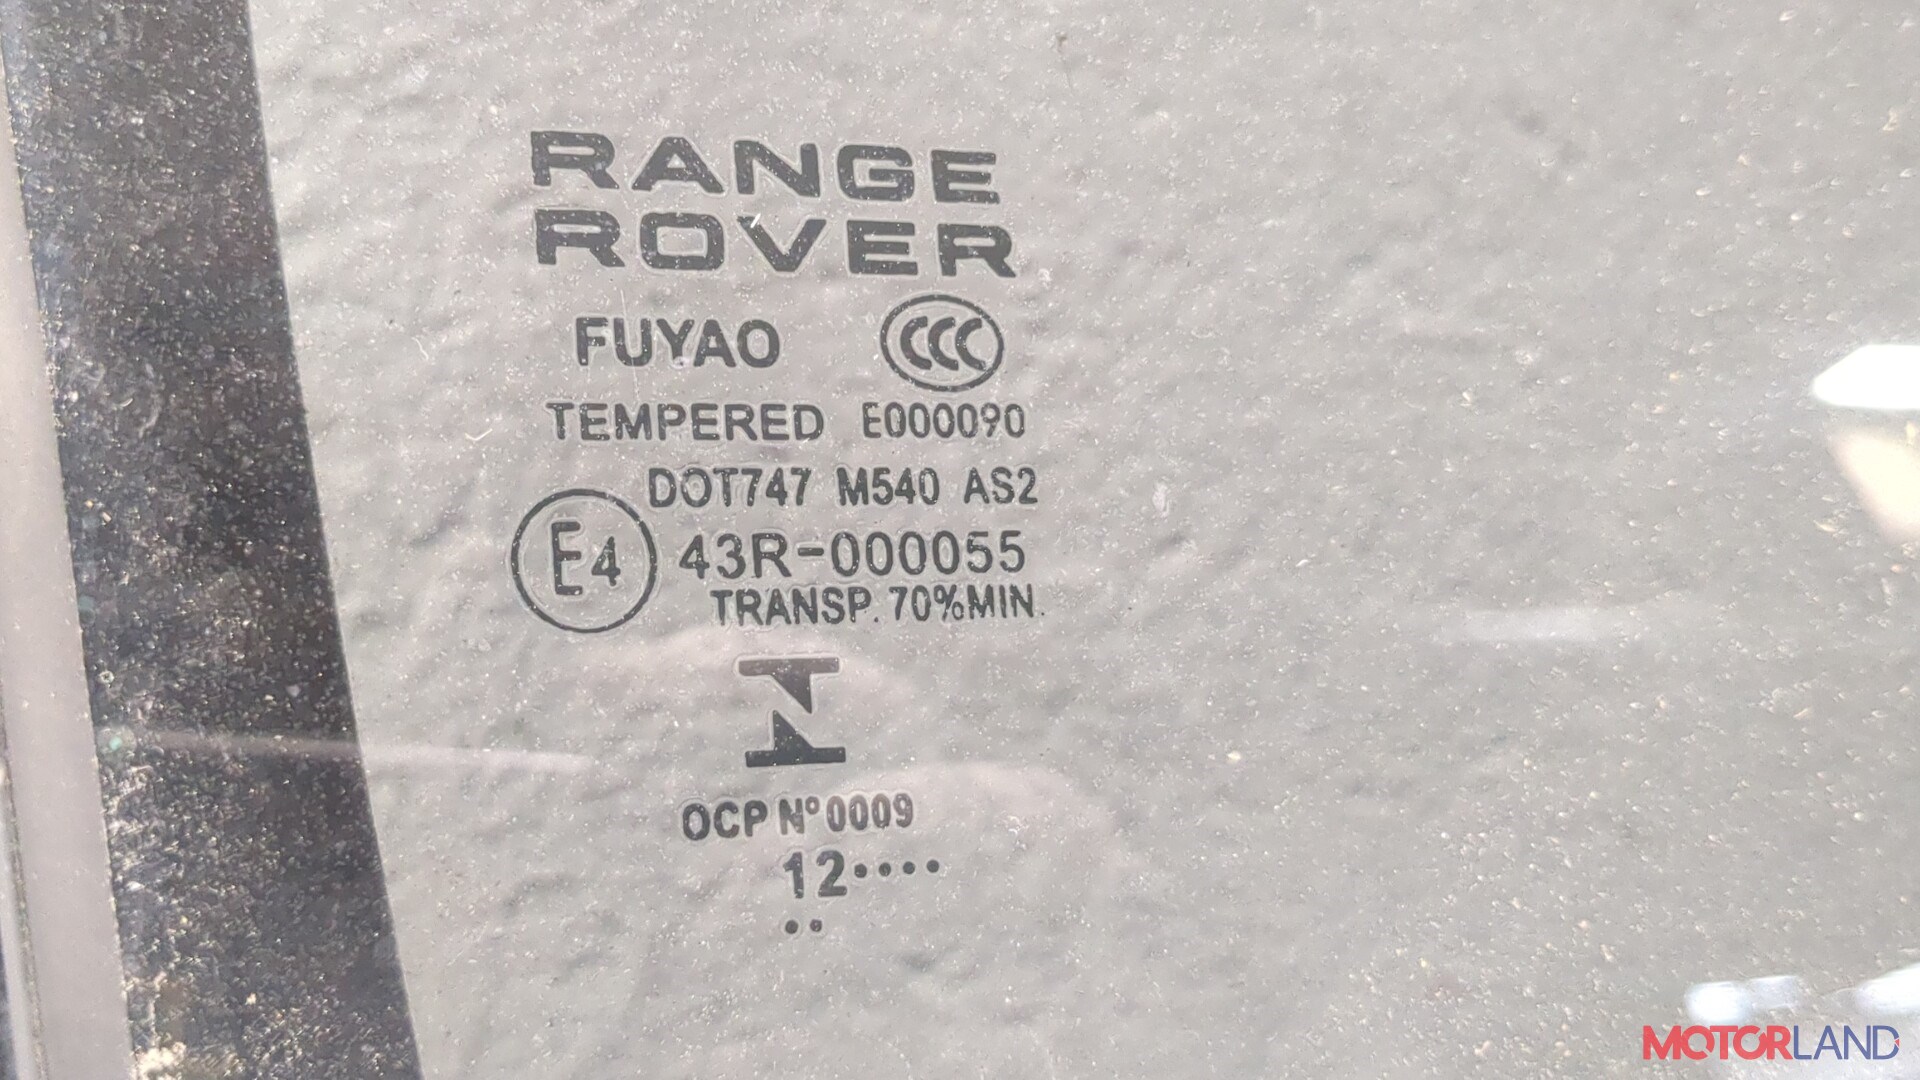 RANGE
ROVER
FUYAO CCC
TEMPERED E000090
DOT747 M540 AS2
E4 43R-000055
TRANSP. 70%MIN.
OCP Nº 0009
12••••
••
MOTORLAND